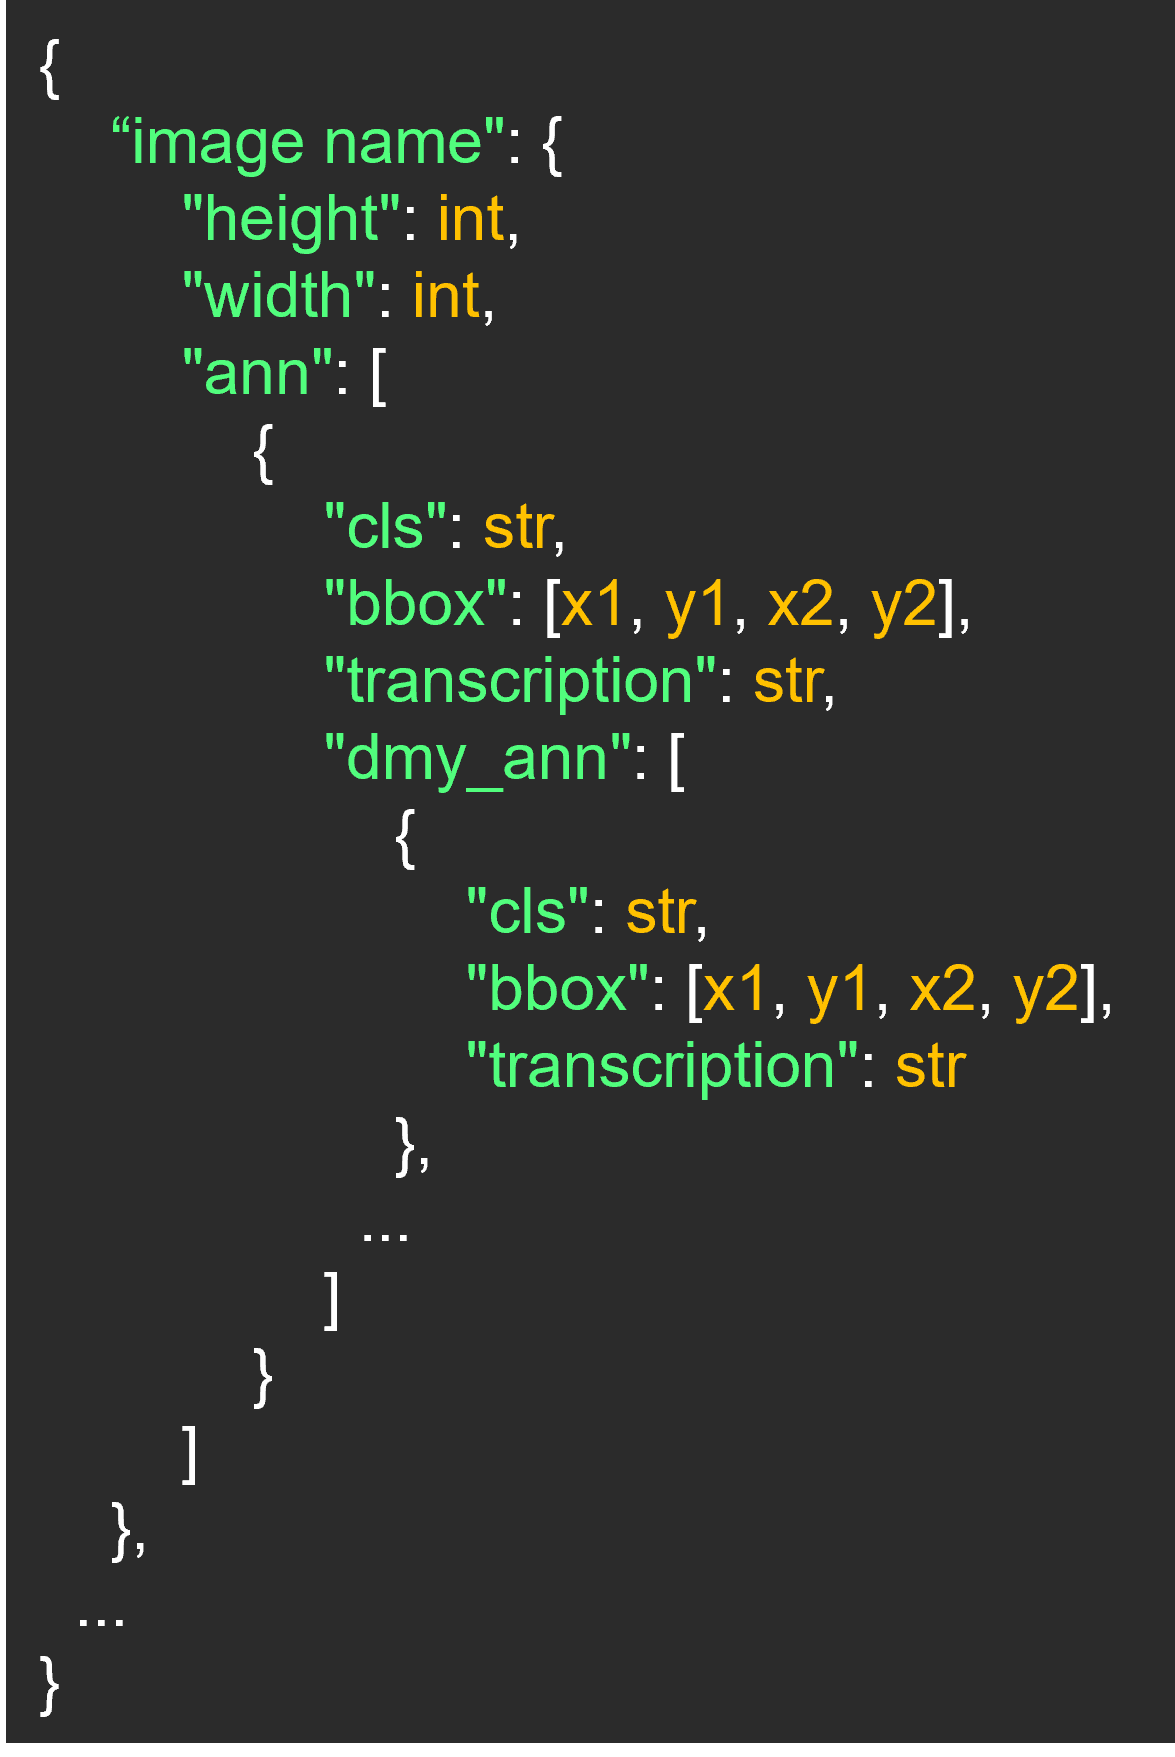 {
“image name": {
"height": int,
"width": int,
"ann": [
{
"cls": str,
"bbox": [x1, y1, x2, y2],
"transcription": str,
"dmy_ann": [
{
"cls": str,
"bbox": [x1, y1, x2, y2],
"transcription": str
},
...
]
}
]
},
...
}